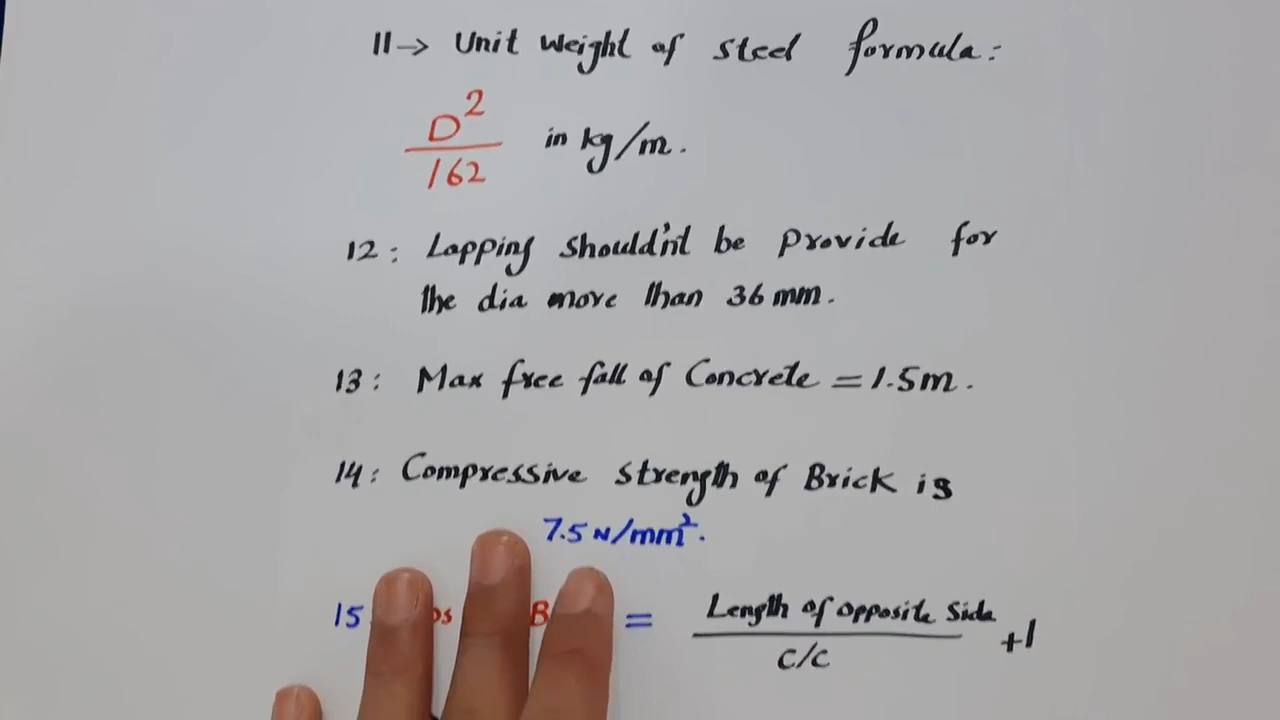 11→ Unit Weight of Steel formula:
D²
162
in kg/m.
12: Lapping Should'nt be Provide for
the dia more than 36 mm.
13: Max free fall of Concrete = 1.5m.
14: Compressive Strength of Brick is
7.5 N/mm².
15 = Length of opposite Side
C/C
+1